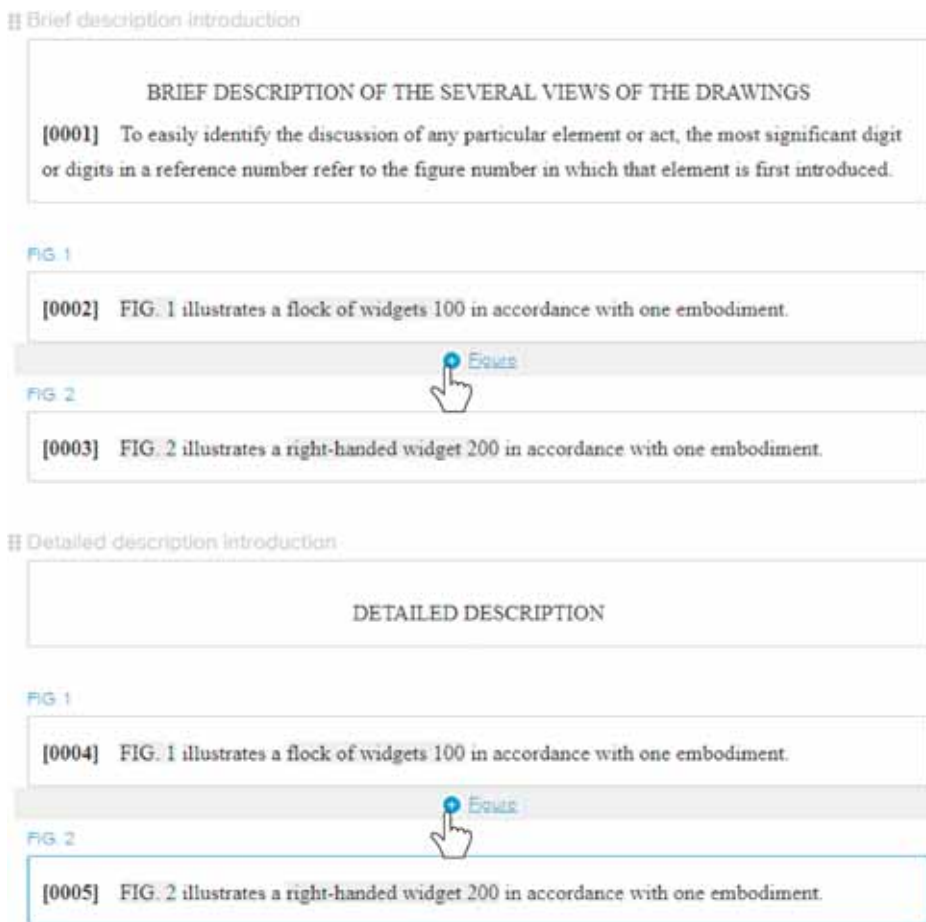 Brief description introduction
BRIEF DESCRIPTION OF THE SEVERAL VIEWS OF THE DRAWINGS
[0001] To easily identify the discussion of any particular element or act, the most significant digit
or digits in a reference number refer to the figure number in which that element is first introduced.
FIG. 1
[0002] FIG. 1 illustrates a flock of widgets 100 in accordance with one embodiment.
Figure
FIG. 2
[0003] FIG. 2 illustrates a right-handed widget 200 in accordance with one embodiment.
Detailed description introduction
DETAILED DESCRIPTION
FIG. 1
[0004] FIG. 1 illustrates a flock of widgets 100 in accordance with one embodiment.
Figure
FIG. 2
[0005] FIG. 2 illustrates a right-handed widget 200 in accordance with one embodiment.